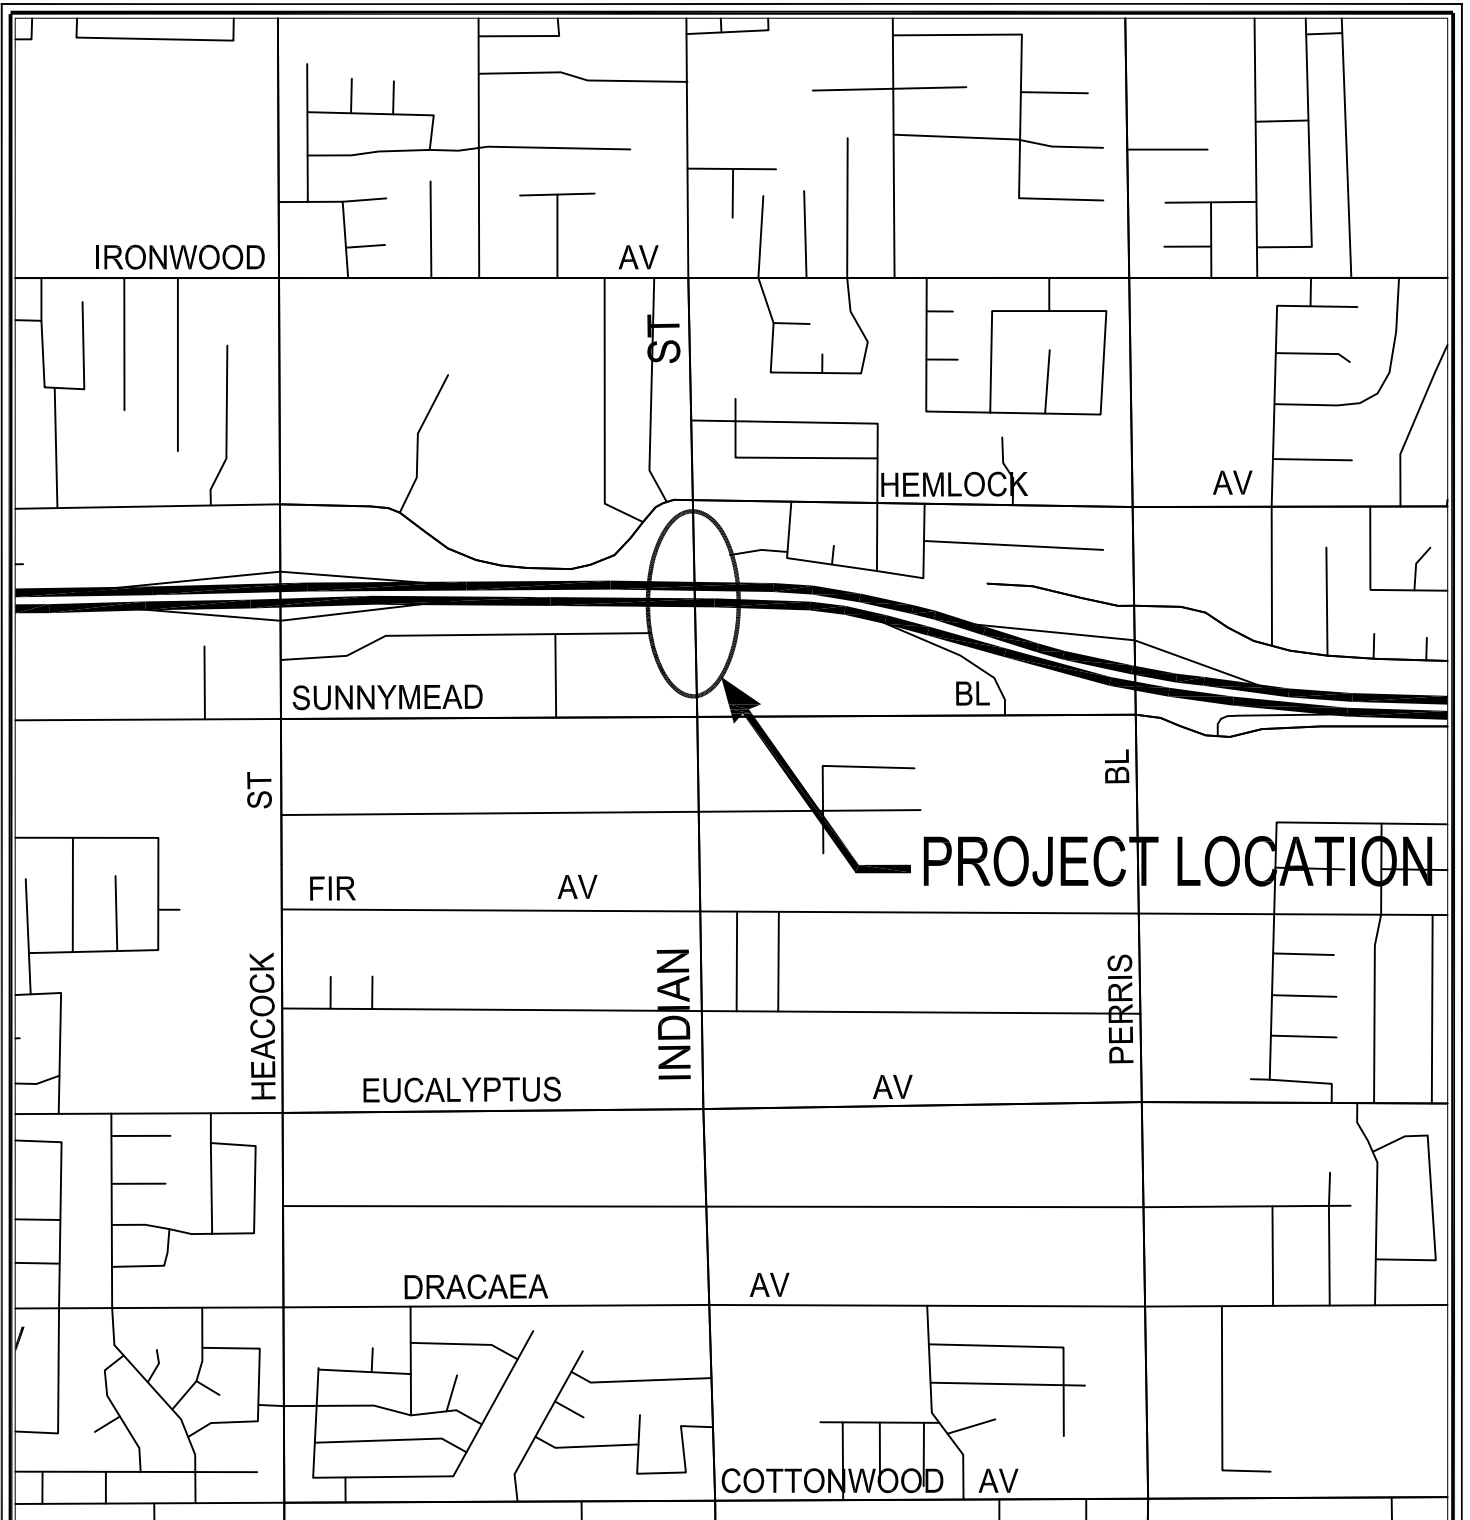 IRONWOOD AV
ST
HEMLOCK AV
SUNNYMEAD BL
ST
BL
PROJECT LOCATION
FIR AV
HEACOCK
INDIAN
PERRIS
EUCALYPTUS AV
DRACAEA AV
COTTONWOOD AV